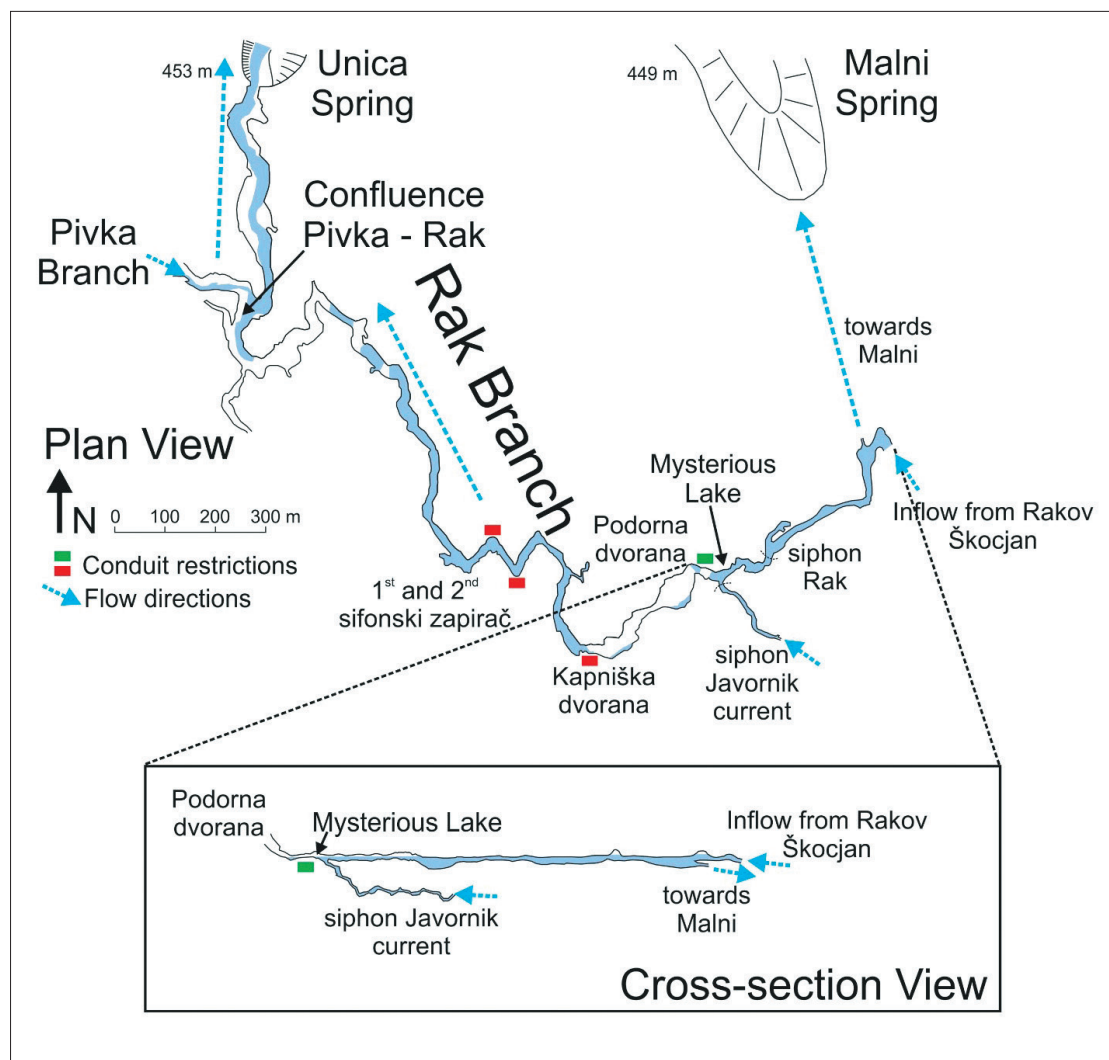 453 m
Unica
Spring
449 m
Malni
Spring
Confluence
Pivka - Rak
Pivka
Branch
Rak Branch
towards
Malni
Plan View
N
0 100 200 300 m
Conduit restrictions
Flow directions
Mysterious
Lake
Podorna
dvorana
Inflow from Rakov
Škocjan
siphon
Rak
1st and 2nd
sifonski zapirač
Kapniška
dvorana
siphon
Javornik
current
Podorna
dvorana
Mysterious Lake
Inflow from Rakov
Škocjan
siphon Javornik
current
towards
Malni
Cross-section View